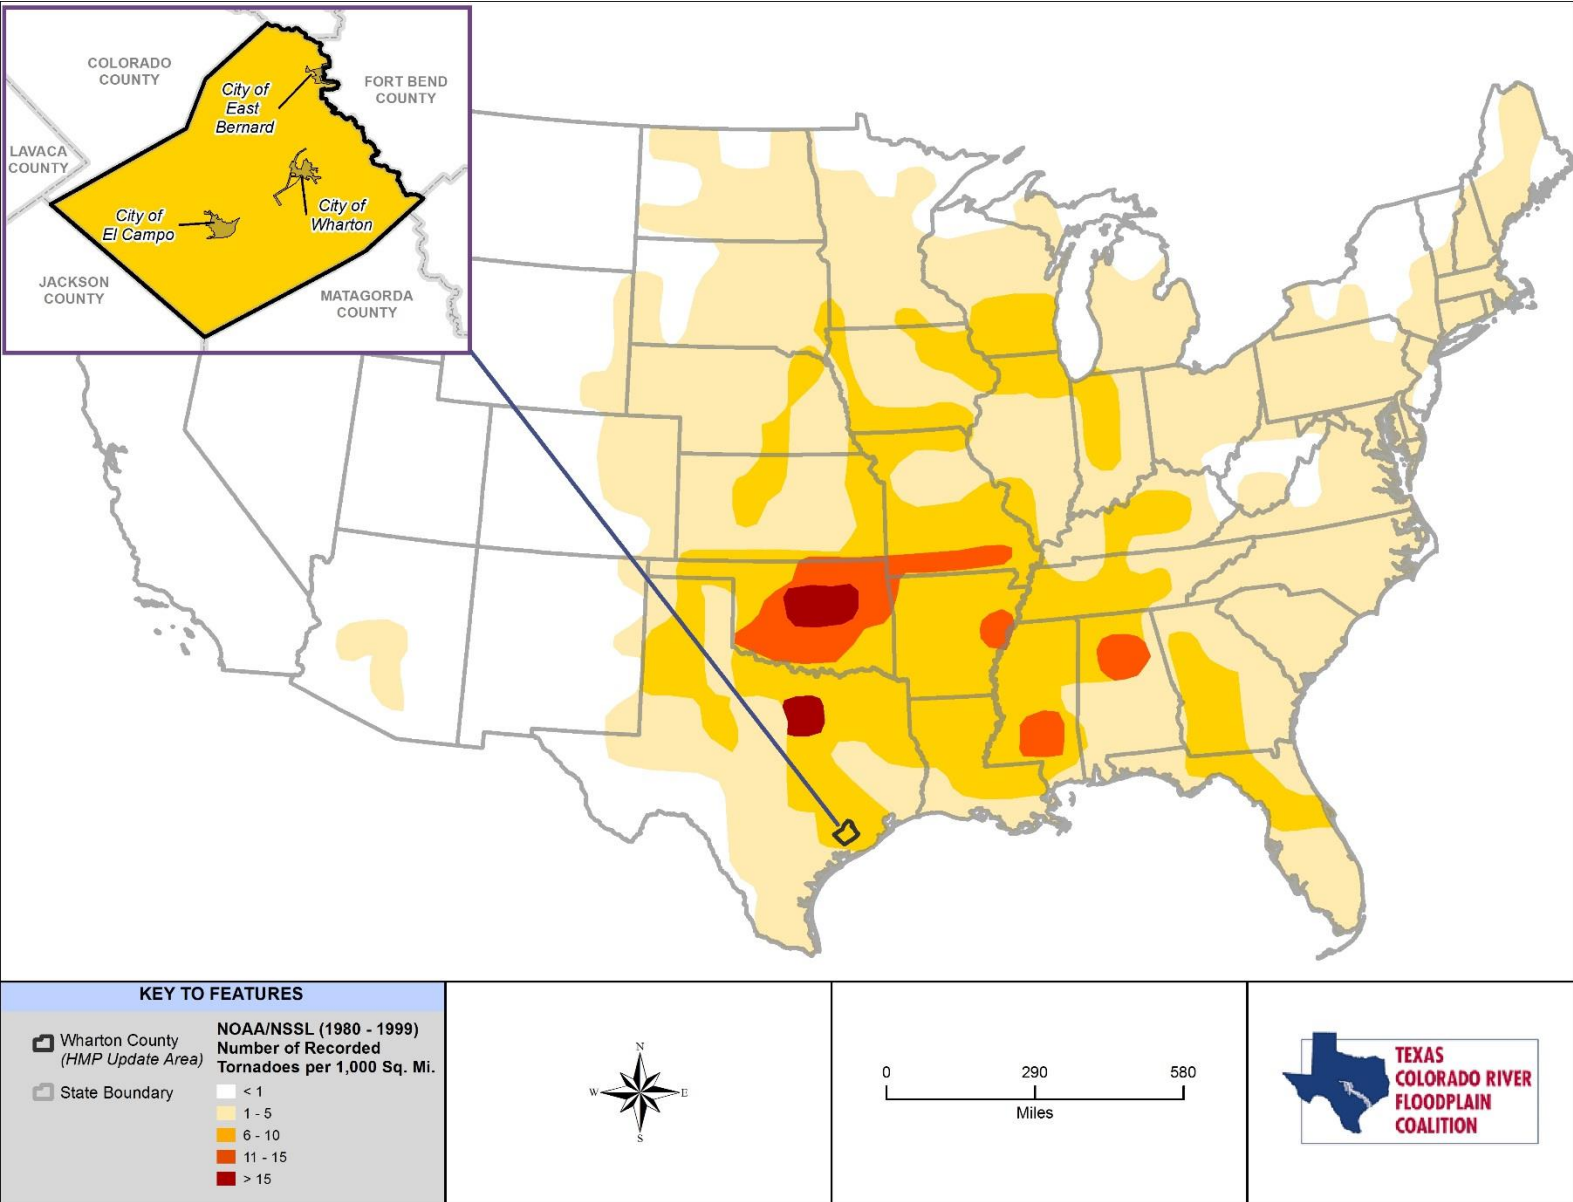 COLORADO
COUNTY
FORT BEND
COUNTY
City of
East
Bernard
LAVACA
COUNTY
City of
El Campo
City of
Wharton
JACKSON
COUNTY
MATAGORDA
COUNTY
KEY TO FEATURES
Wharton County
(HMP Update Area)
State Boundary
NOAA/NSSL (1980 - 1999)
Number of Recorded
Tornadoes per 1,000 Sq. Mi.
< 1
1 - 5
6 - 10
11 - 15
> 15
N
W E
S
0 290 580
Miles
TEXAS
COLORADO RIVER
FLOODPLAIN
COALITION